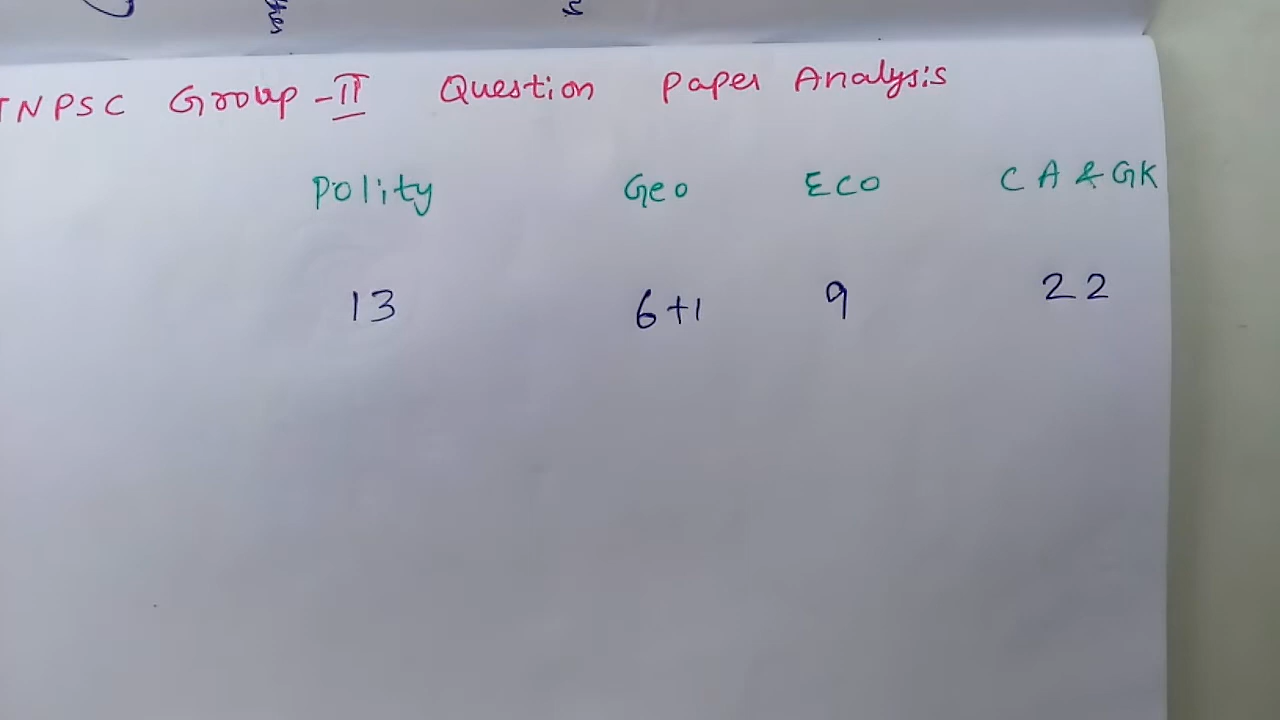 TNPSC Group-II Question Paper Analysis
Polity Geo ECO CA & GK
13 6+1 9 22